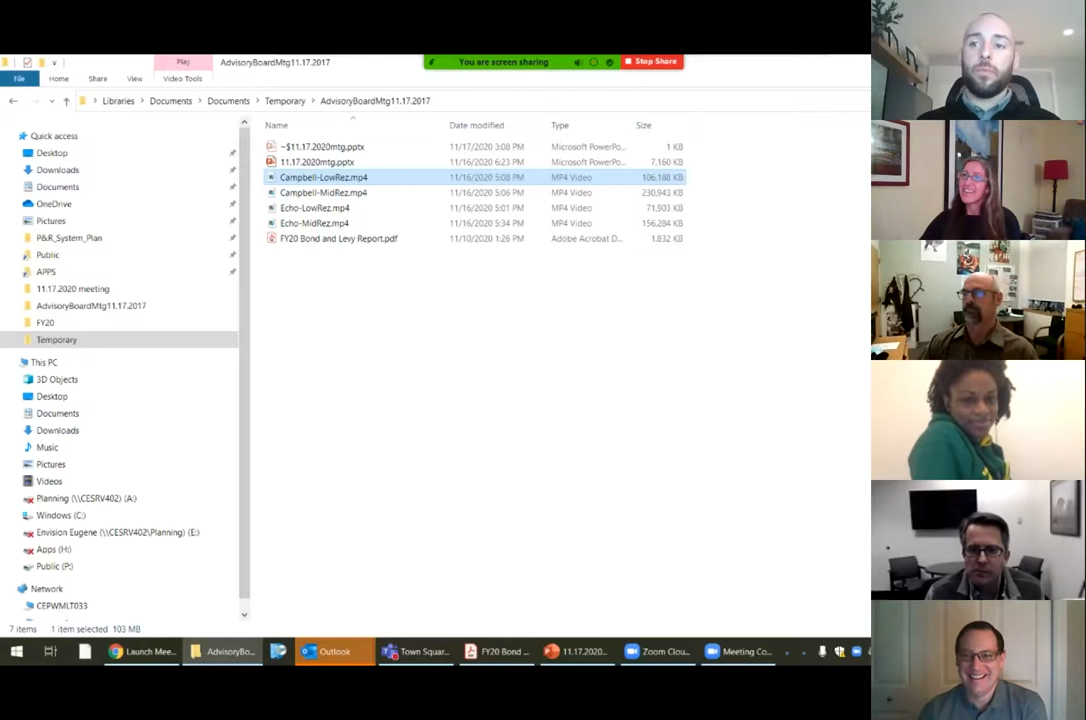 Play
AdvisoryBoardMtg11.17.2017
You are screen sharing
Stop Share
File
Home
Share
View
Video Tools
Libraries
Documents
Documents
Temporary
AdvisoryBoardMtg11.17.2017
Name
Date modified
Type
Size
~$11.17.2020mtg.pptx 11/17/2020 3:08 PM Microsoft PowerPo... 1 KB
11.17.2020mtg.pptx 11/16/2020 6:23 PM Microsoft PowerPo... 7,160 KB
Campbell-LowRez.mp4 11/16/2020 5:08 PM MP4 Video 106,188 KB
Campbell-MidRez.mp4 11/16/2020 5:06 PM MP4 Video 230,943 KB
Echo-LowRez.mp4 11/16/2020 5:01 PM MP4 Video 71,903 KB
Echo-MidRez.mp4 11/16/2020 5:34 PM MP4 Video 156,284 KB
FY20 Bond and Levy Report.pdf 11/10/2020 1:26 PM Adobe Acrobat D... 1,832 KB
Quick access
Desktop
Downloads
Documents
OneDrive
Pictures
P&R_System_Plan
Public
APPS
11.17.2020 meeting
AdvisoryBoardMtg11.17.2017
FY20
Temporary
This PC
3D Objects
Desktop
Documents
Downloads
Music
Pictures
Videos
Planning (\\CESRV402) (A:)
Windows (C:)
Envision Eugene (\\CESRV402\Planning) (E:)
Apps (H:)
Public (P:)
Network
CEPWMLT033
7 items
1 item selected 103 MB
Launch Mee...
AdvisoryBo...
Outlook
Town Squar...
FY20 Bond ...
11.17.2020...
Zoom Clou...
Meeting Co...